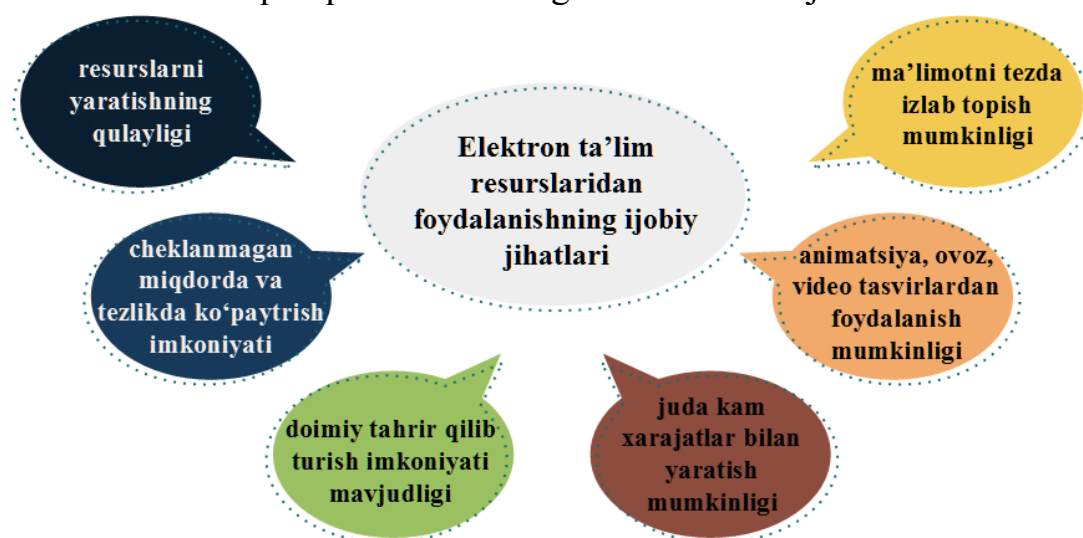 resurslarni
yaratishning
qulayligi
ma’limotni tezda
izlab topish
mumkinligi
Elektron ta’lim
resurslaridan
foydalanishning ijobiy
jihatlari
cheklanmagan
miqdorda va
tezlikda ko‘paytrish
imkoniyati
animatsiya, ovoz,
video tasvirlardan
foydalanish
mumkinligi
doimiy tahrir qilib
turish imkoniyati
mavjudligi
juda kam
xarajatlar bilan
yaratish
mumkinligi